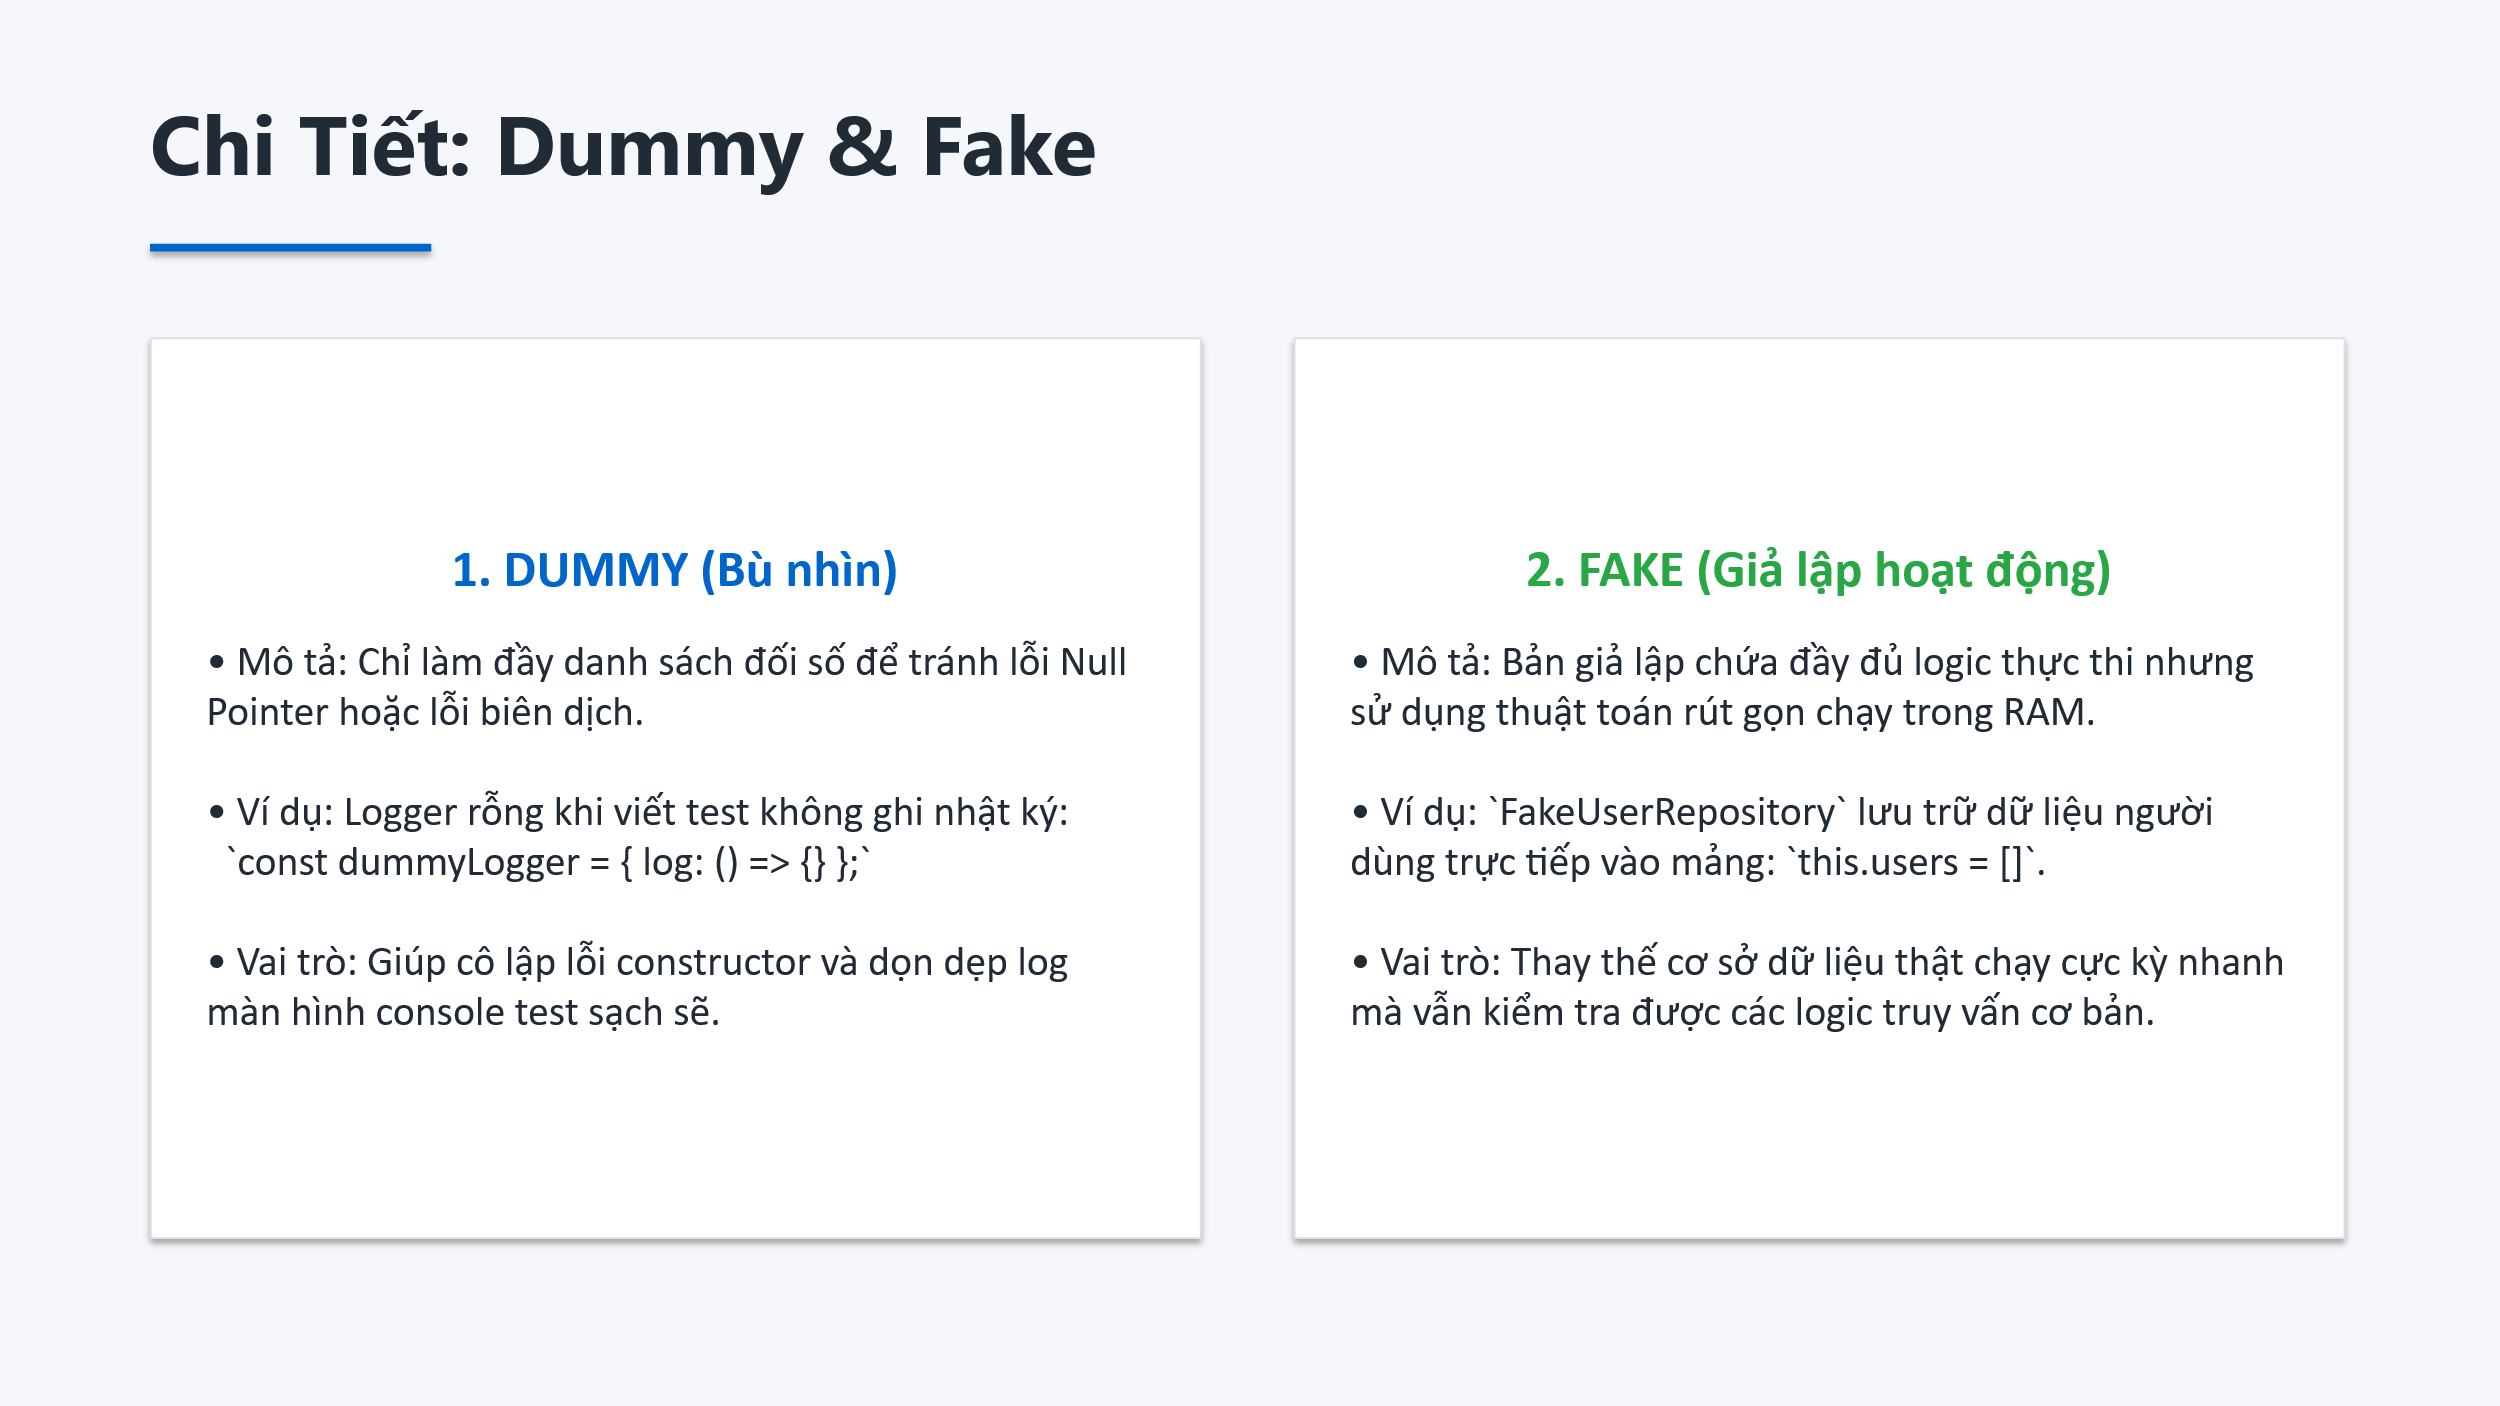 Chi Tiết: Dummy & Fake
1. DUMMY (Bù nhìn)
• Mô tả: Chỉ làm đầy danh sách đối số để tránh lỗi Null
Pointer hoặc lỗi biên dịch.
• Ví dụ: Logger rỗng khi viết test không ghi nhật ký:
`const dummyLogger = { log: () => {} };`
• Vai trò: Giúp cô lập lỗi constructor và dọn dẹp log
màn hình console test sạch sẽ.
2. FAKE (Giả lập hoạt động)
• Mô tả: Bản giả lập chứa đầy đủ logic thực thi nhưng
sử dụng thuật toán rút gọn chạy trong RAM.
• Ví dụ: `FakeUserRepository` lưu trữ dữ liệu người
dùng trực tiếp vào mảng: `this.users = []`.
• Vai trò: Thay thế cơ sở dữ liệu thật chạy cực kỳ nhanh
mà vẫn kiểm tra được các logic truy vấn cơ bản.